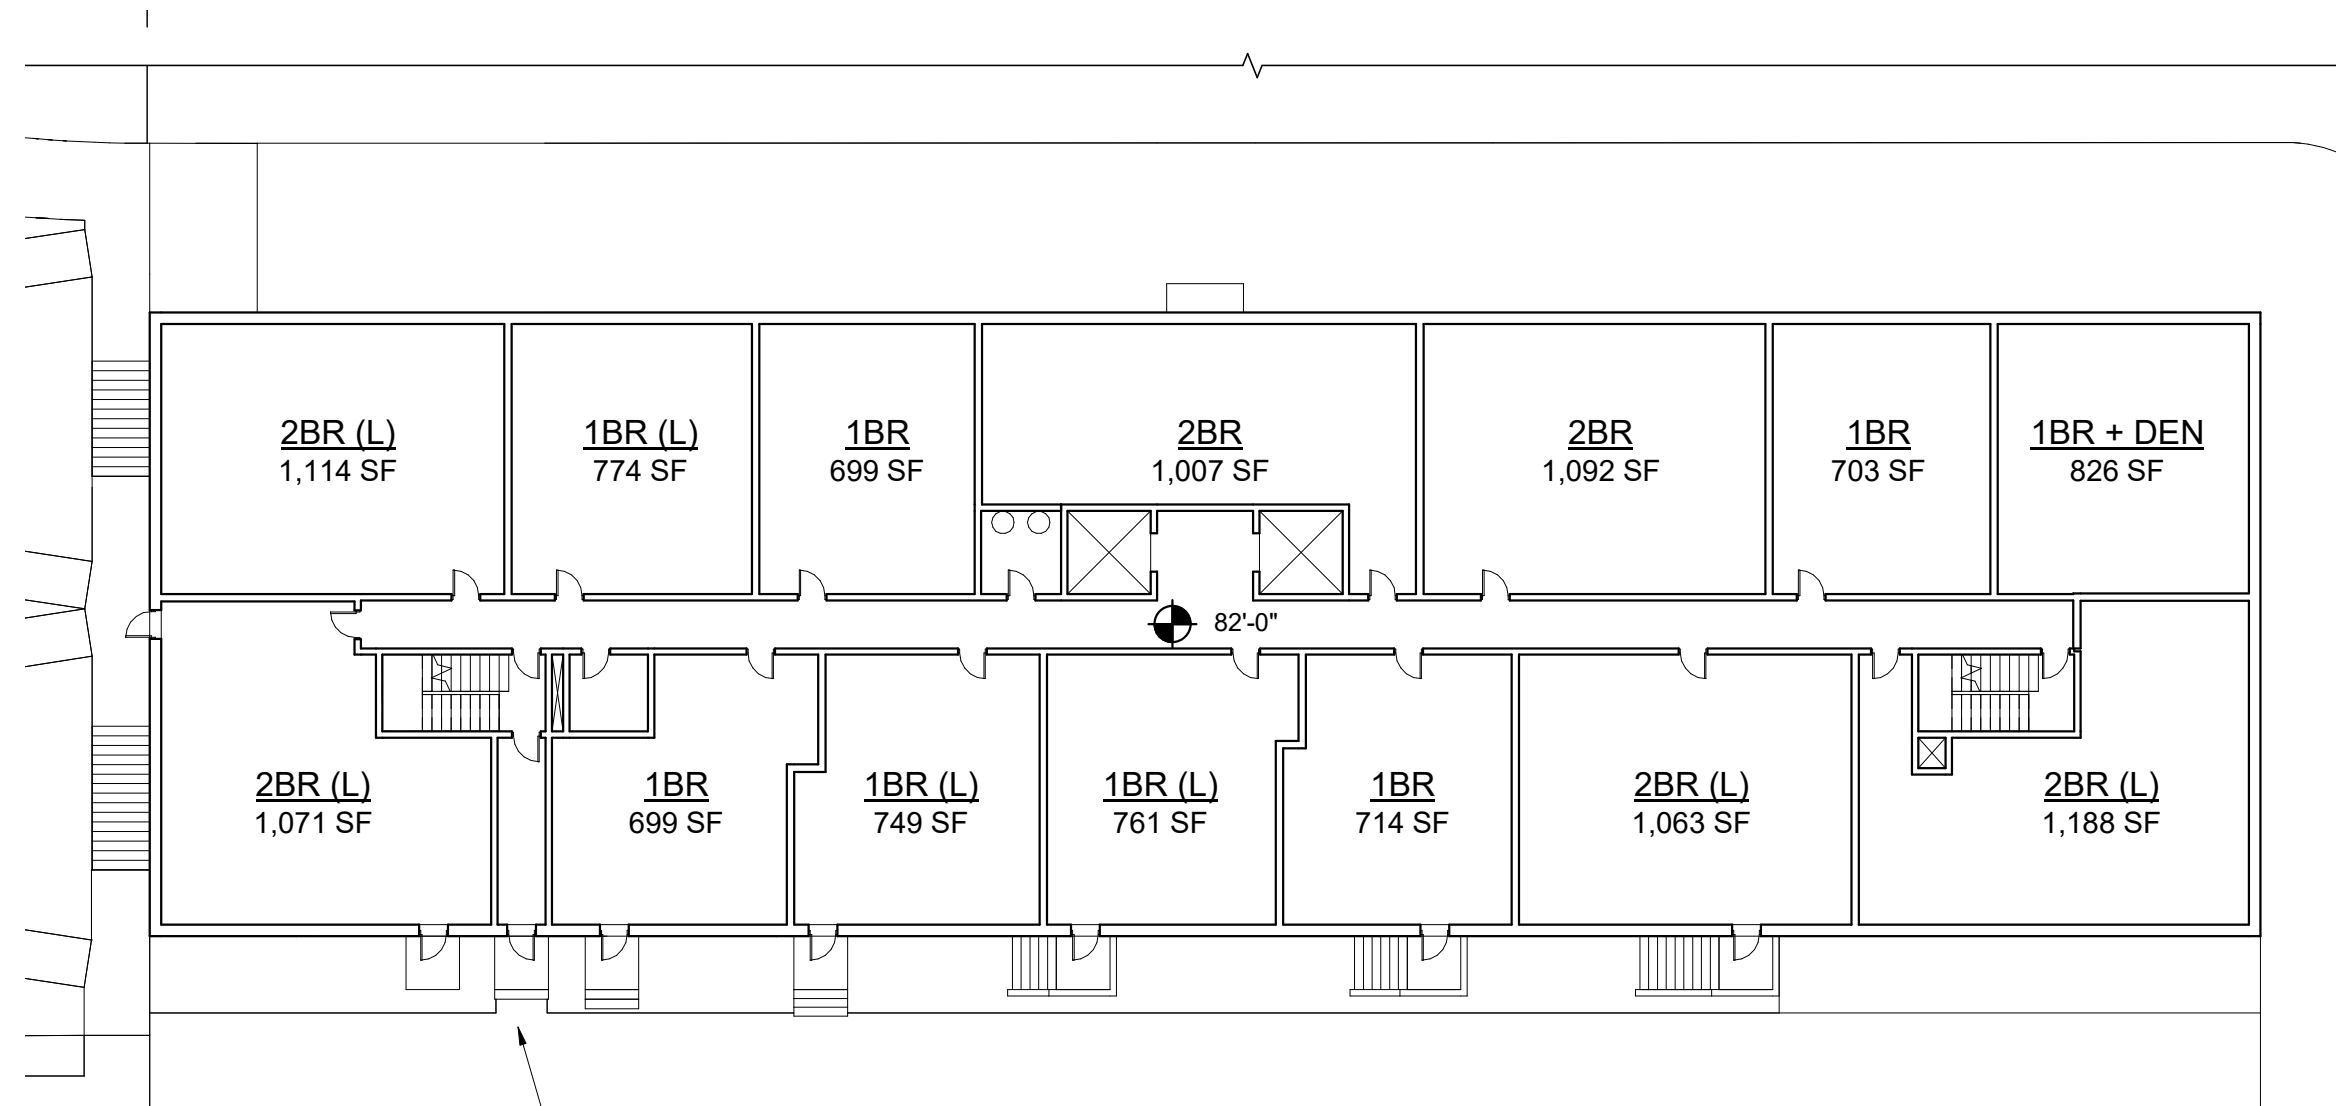 2BR (L)
1,114 SF
1BR (L)
774 SF
1BR
699 SF
2BR
1,007 SF
2BR
1,092 SF
1BR
703 SF
1BR + DEN
826 SF
82'-0"
2BR (L)
1,071 SF
1BR
699 SF
1BR (L)
749 SF
1BR (L)
761 SF
1BR
714 SF
2BR (L)
1,063 SF
2BR (L)
1,188 SF